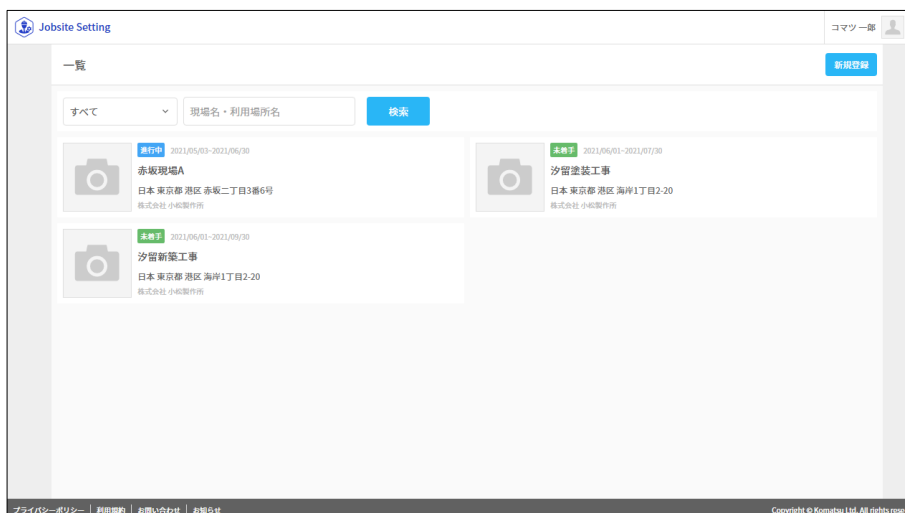 Jobsite Setting
コマツ 一郎
一覧
新規登録
すべて
現場名・利用場所名
検索
進行中 2021/05/03~2021/06/30
赤坂現場A
日本 東京都 港区 赤坂二丁目3番6号
株式会社 小松製作所
未着手 2021/06/01~2021/07/30
汐留塗装工事
日本 東京都 港区 海岸1丁目2-20
株式会社 小松製作所
未着手 2021/06/01~2021/09/30
汐留新築工事
日本 東京都 港区 海岸1丁目2-20
株式会社 小松製作所
プライバシーポリシー | 利用規約 | お問い合わせ | お知らせ
Copyright © Komatsu Ltd. All rights rese